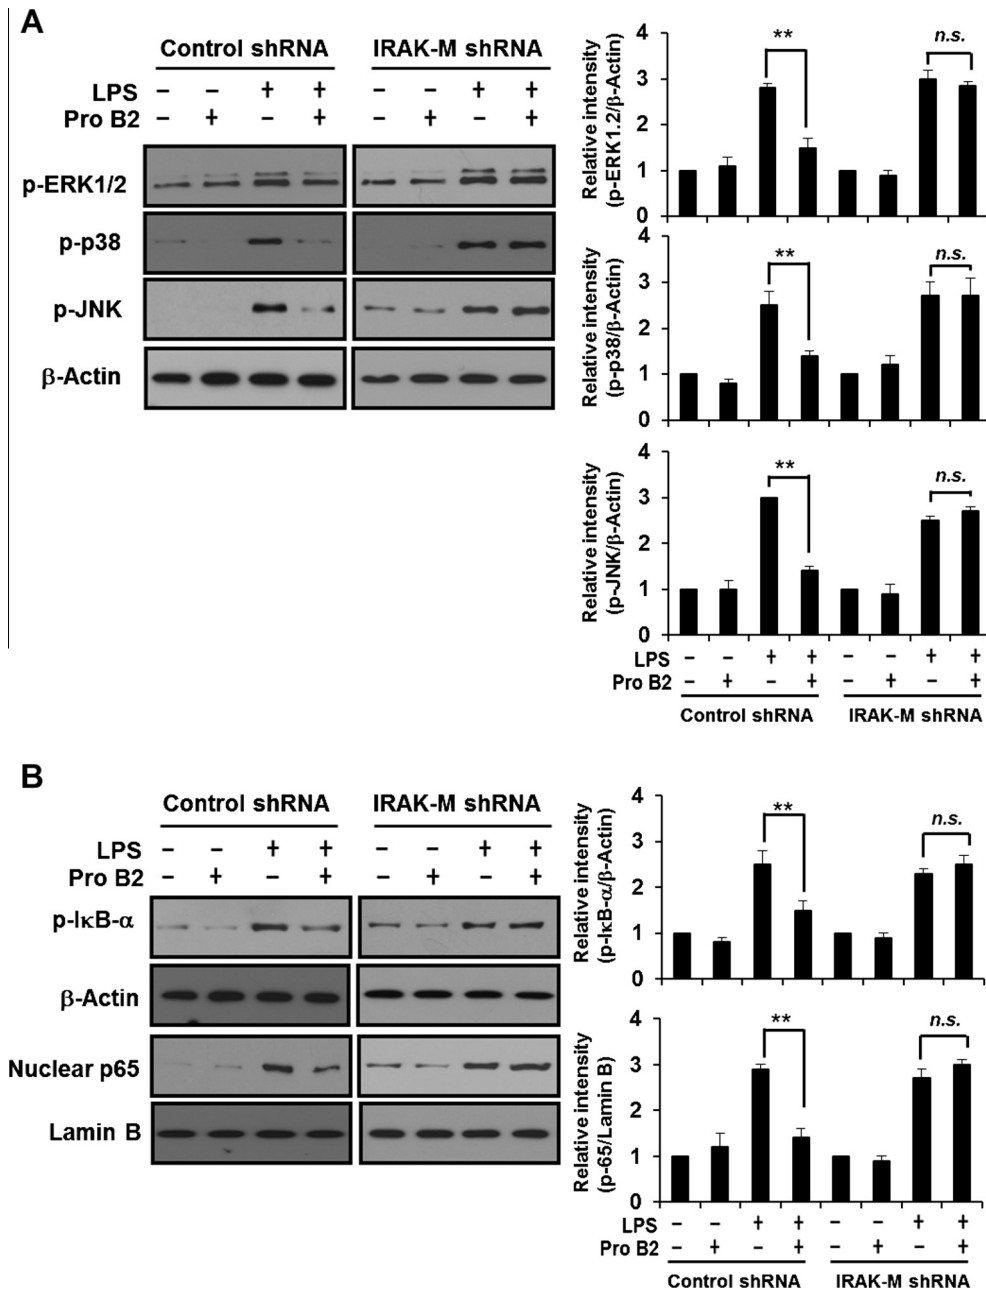 A
Control shRNA IRAK-M shRNA
LPS – – + + – – + +
Pro B2 – + – + – + – +
p-ERK1/2
p-p38
p-JNK
β-Actin
Relative intensity
(p-ERK1.2/β-Actin)
4
3
2
1
0
**
n.s.
Relative intensity
(p-p38/β-Actin)
4
3
2
1
0
**
n.s.
Relative intensity
(p-JNK/β-Actin)
4
3
2
1
0
**
n.s.
LPS – – + + – – + +
Pro B2 – + – + – + – +
Control shRNA IRAK-M shRNA
B
Control shRNA IRAK-M shRNA
LPS – – + + – – + +
Pro B2 – + – + – + – +
p-IκB-α
β-Actin
Nuclear p65
Lamin B
Relative intensity
(p-IκB-α/β-Actin)
4
3
2
1
0
**
n.s.
Relative intensity
(p-65/Lamin B)
4
3
2
1
0
**
n.s.
LPS – – + + – – + +
Pro B2 – + – + – + – +
Control shRNA IRAK-M shRNA